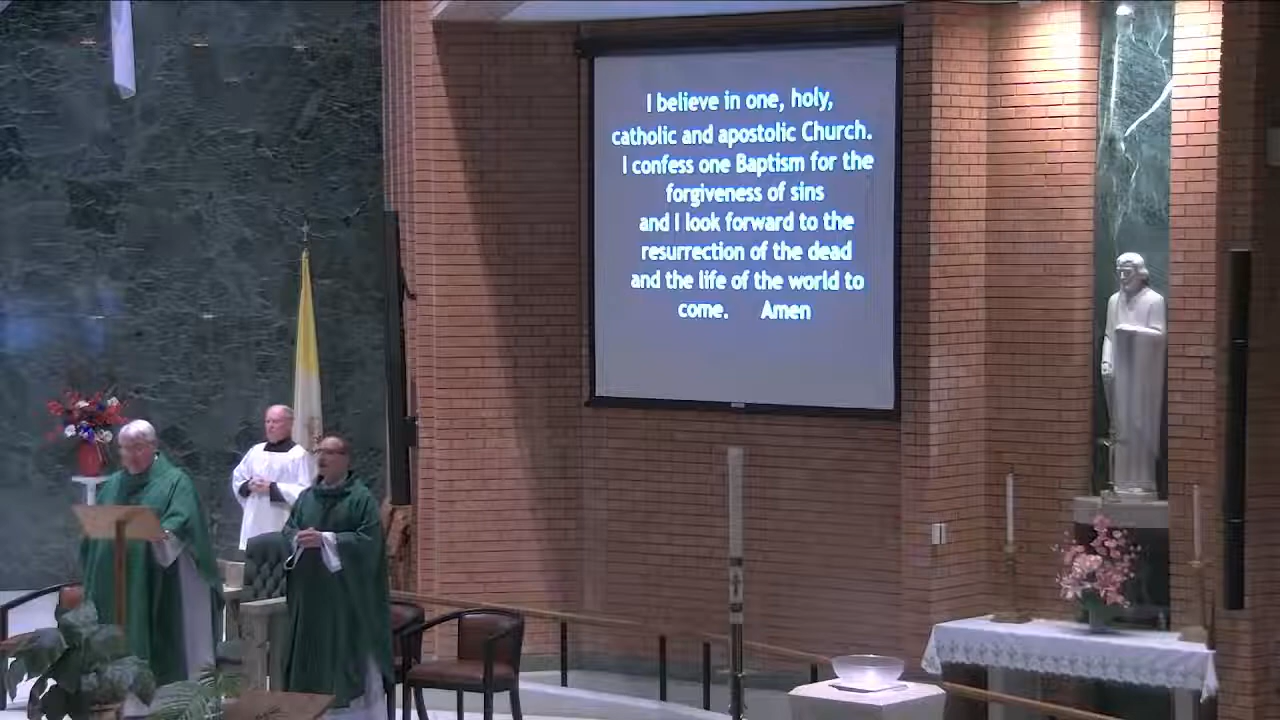 I believe in one, holy,
catholic and apostolic Church.
I confess one Baptism for the
forgiveness of sins
and I look forward to the
resurrection of the dead
and the life of the world to
come. Amen